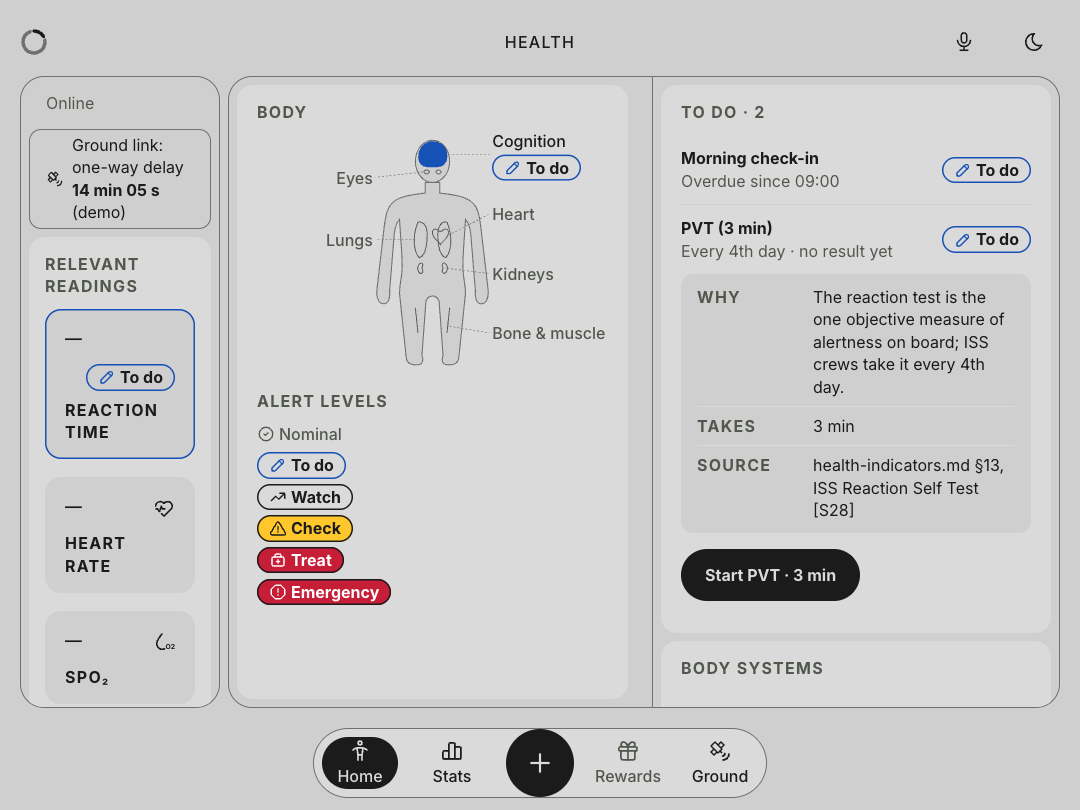 HEALTH
Online
Ground link:
one-way delay
14 min 05 s
(demo)
RELEVANT
READINGS
—
To do
REACTION
TIME
—
HEART
RATE
—
O2
SPO₂
BODY
Cognition
To do
Eyes
Heart
Lungs
Kidneys
Bone & muscle
ALERT LEVELS
Nominal
To do
Watch
Check
Treat
Emergency
TO DO · 2
Morning check-in
Overdue since 09:00
To do
PVT (3 min)
Every 4th day · no result yet
To do
WHY
The reaction test is the
one objective measure of
alertness on board; ISS
crews take it every 4th
day.
TAKES
3 min
SOURCE
health-indicators.md §13,
ISS Reaction Self Test
[S28]
Start PVT · 3 min
BODY SYSTEMS
Home
Stats
Rewards
Ground